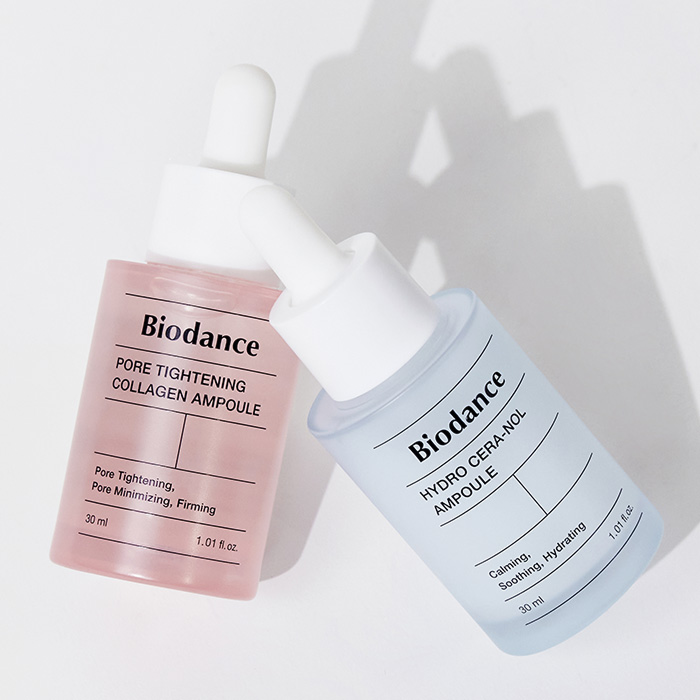 Biodance
PORE TIGHTENING
COLLAGEN AMPOULE
Pore Tightening,
Pore Minimizing, Firming
30 ml
1.01 fl.oz.
Biodance
HYDRO CERA-NOL
AMPOULE
Calming,
Soothing, Hydrating
30 ml
1.01 fl.oz.